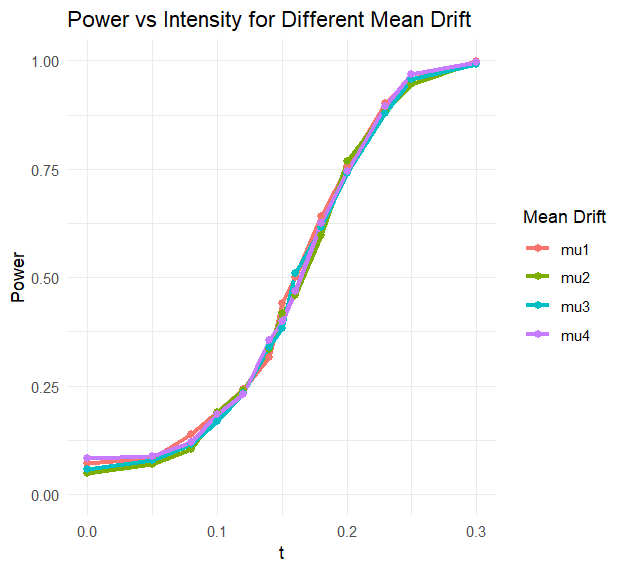 Power vs Intensity for Different Mean Drift
1.00
0.75
0.50
0.25
0.00
Power
0.0
0.1
0.2
0.3
t
Mean Drift
mu1
mu2
mu3
mu4